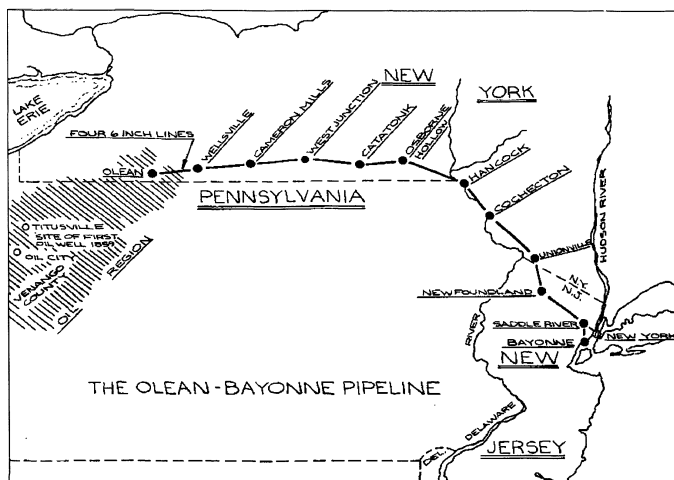 LAKE
ERIE
NEW
YORK
FOUR 6 INCH LINES
OLEAN
WELLSVILLE
CAMERON MILLS
WEST JUNCTION
CATATONK
OSBORNE
HOLLOW
HANCOCK
COCHECTON
UNIONVILLE
HUDSON RIVER
PENNSYLVANIA
TITUSVILLE
SITE OF FIRST
OIL WELL 1859
OIL CITY
VENANGO
COUNTY
OIL
REGION
N.Y.
N.J.
NEWFOUNDLAND
SADDLE RIVER
NEW YORK
BAYONNE
NEW
JERSEY
RIVER
DELAWARE
DEL.
THE OLEAN-BAYONNE PIPELINE